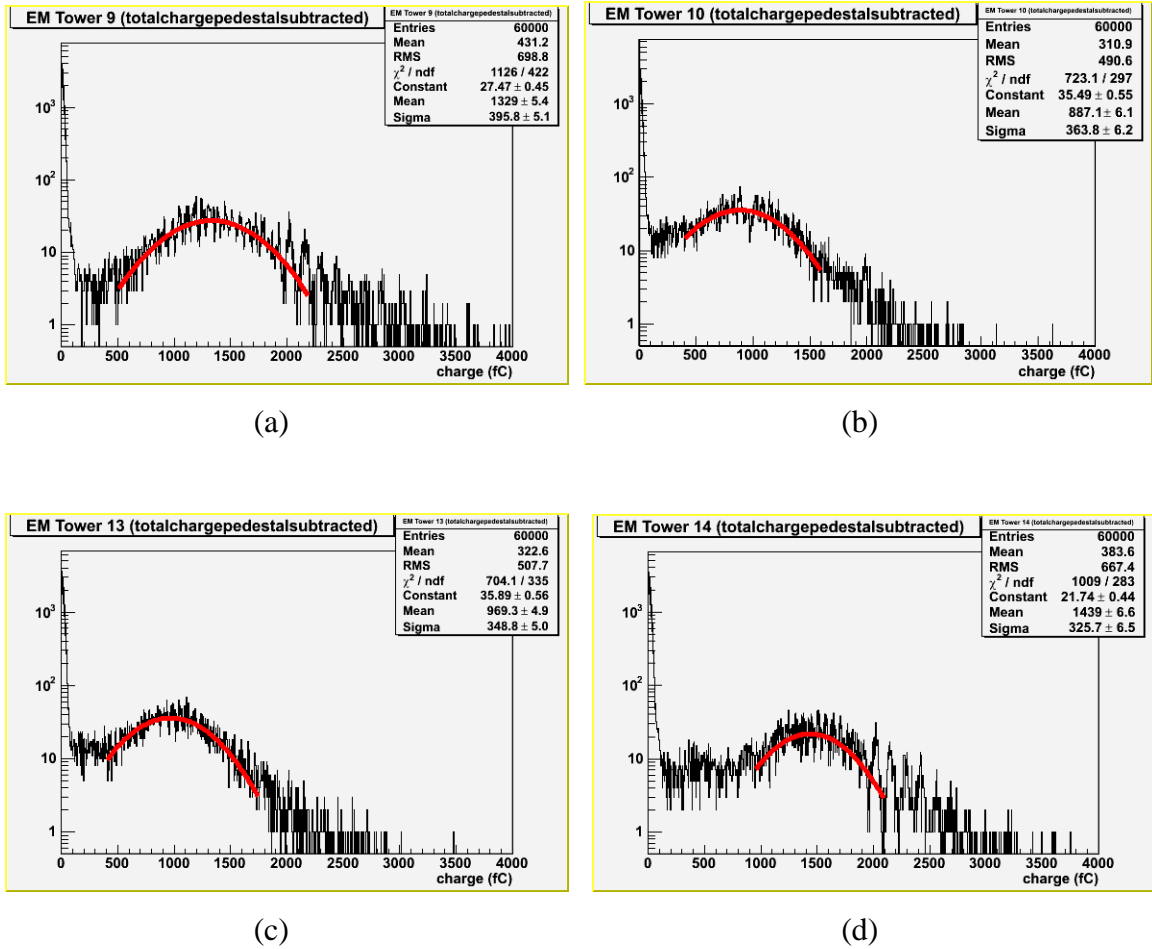 EM Tower 9 (totalchargepedestalsubtracted)
EM Tower 9 (totalchargepedestalsubtracted)
Entries 60000
Mean 431.2
RMS 698.8
χ² / ndf 1126 / 422
Constant 27.47 ± 0.45
Mean 1329 ± 5.4
Sigma 395.8 ± 5.1
10³
10²
10
1
0 500 1000 1500 2000 2500 3000 3500 4000
charge (fC)
(a)
EM Tower 10 (totalchargepedestalsubtracted)
EM Tower 10 (totalchargepedestalsubtracted)
Entries 60000
Mean 310.9
RMS 490.6
χ² / ndf 723.1 / 297
Constant 35.49 ± 0.55
Mean 887.1 ± 6.1
Sigma 363.8 ± 6.2
10³
10²
10
1
0 500 1000 1500 2000 2500 3000 3500 4000
charge (fC)
(b)
EM Tower 13 (totalchargepedestalsubtracted)
EM Tower 13 (totalchargepedestalsubtracted)
Entries 60000
Mean 322.6
RMS 507.7
χ² / ndf 704.1 / 335
Constant 35.89 ± 0.56
Mean 969.3 ± 4.9
Sigma 348.8 ± 5.0
10³
10²
10
1
0 500 1000 1500 2000 2500 3000 3500 4000
charge (fC)
(c)
EM Tower 14 (totalchargepedestalsubtracted)
EM Tower 14 (totalchargepedestalsubtracted)
Entries 60000
Mean 383.6
RMS 667.4
χ² / ndf 1009 / 283
Constant 21.74 ± 0.44
Mean 1439 ± 6.6
Sigma 325.7 ± 6.5
10³
10²
10
1
0 500 1000 1500 2000 2500 3000 3500 4000
charge (fC)
(d)